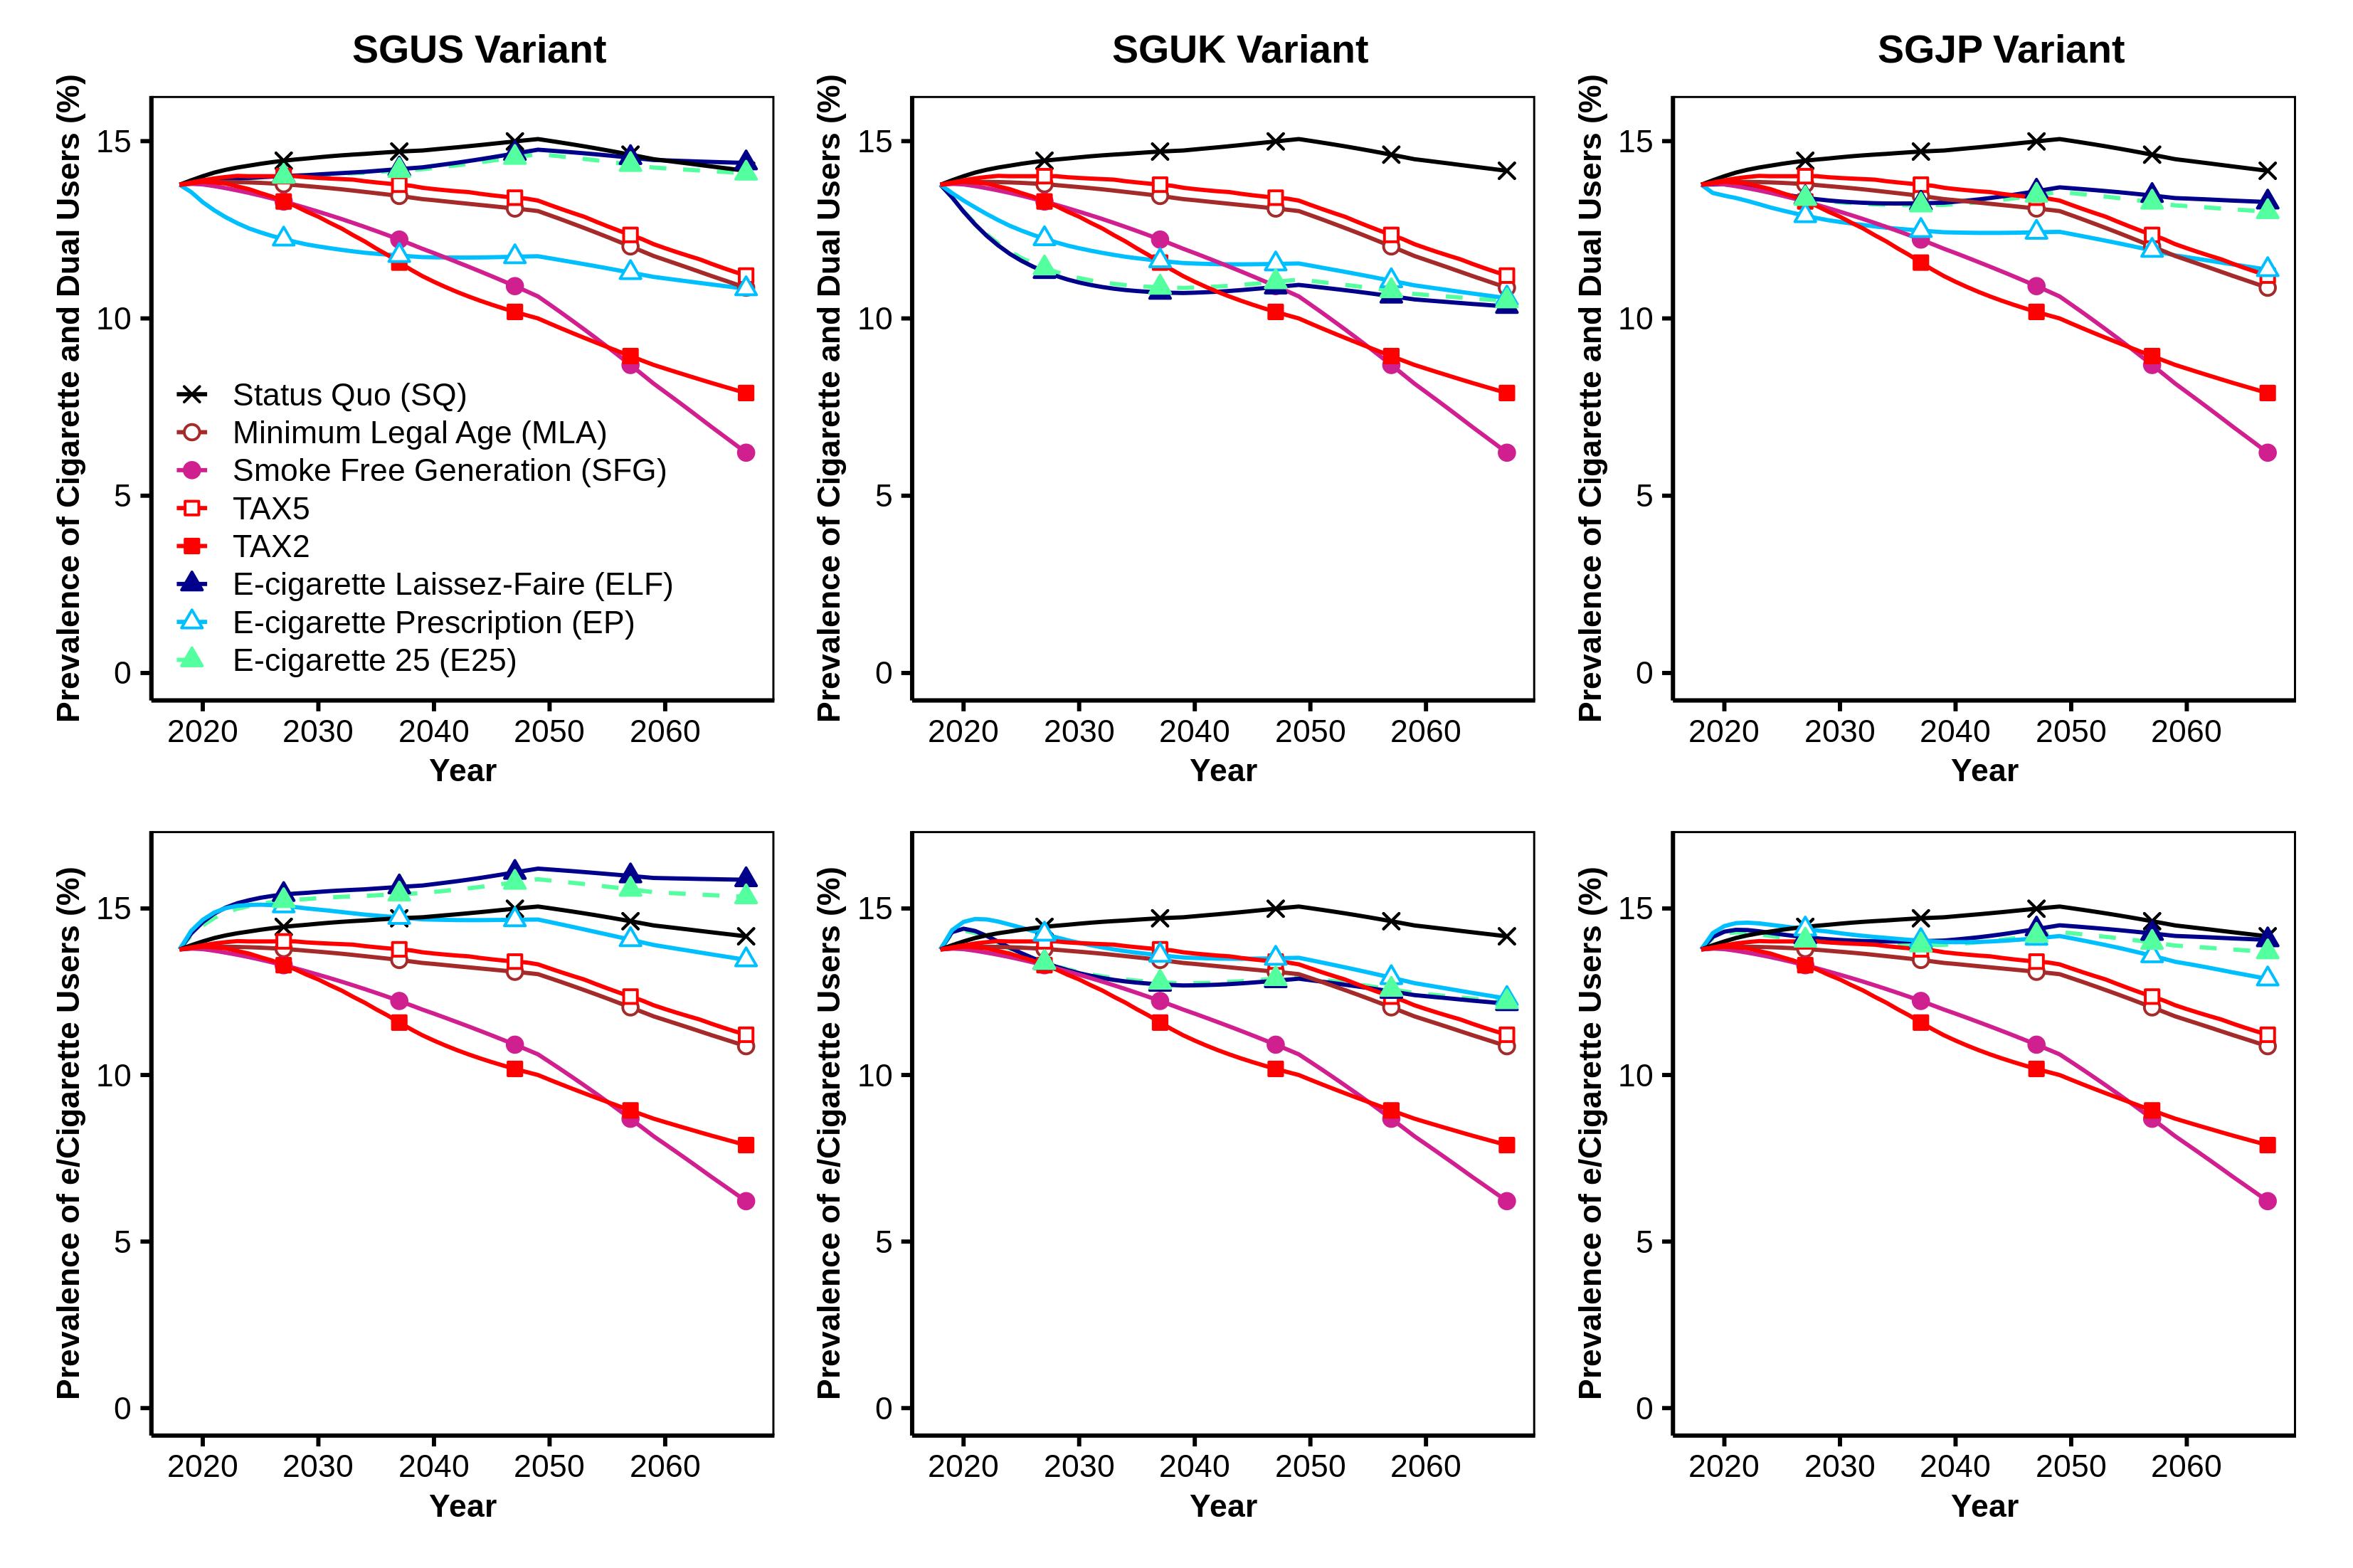 SGUS Variant
SGUK Variant
SGJP Variant
Prevalence of Cigarette and Dual Users (%)
15
10
5
0
Status Quo (SQ)
Minimum Legal Age (MLA)
Smoke Free Generation (SFG)
TAX5
TAX2
E-cigarette Laissez-Faire (ELF)
E-cigarette Prescription (EP)
E-cigarette 25 (E25)
2020 2030 2040 2050 2060
Year
Prevalence of Cigarette and Dual Users (%)
15
10
5
0
2020 2030 2040 2050 2060
Year
Prevalence of Cigarette and Dual Users (%)
15
10
5
0
2020 2030 2040 2050 2060
Year
Prevalence of e/Cigarette Users (%)
15
10
5
0
2020 2030 2040 2050 2060
Year
Prevalence of e/Cigarette Users (%)
15
10
5
0
2020 2030 2040 2050 2060
Year
Prevalence of e/Cigarette Users (%)
15
10
5
0
2020 2030 2040 2050 2060
Year